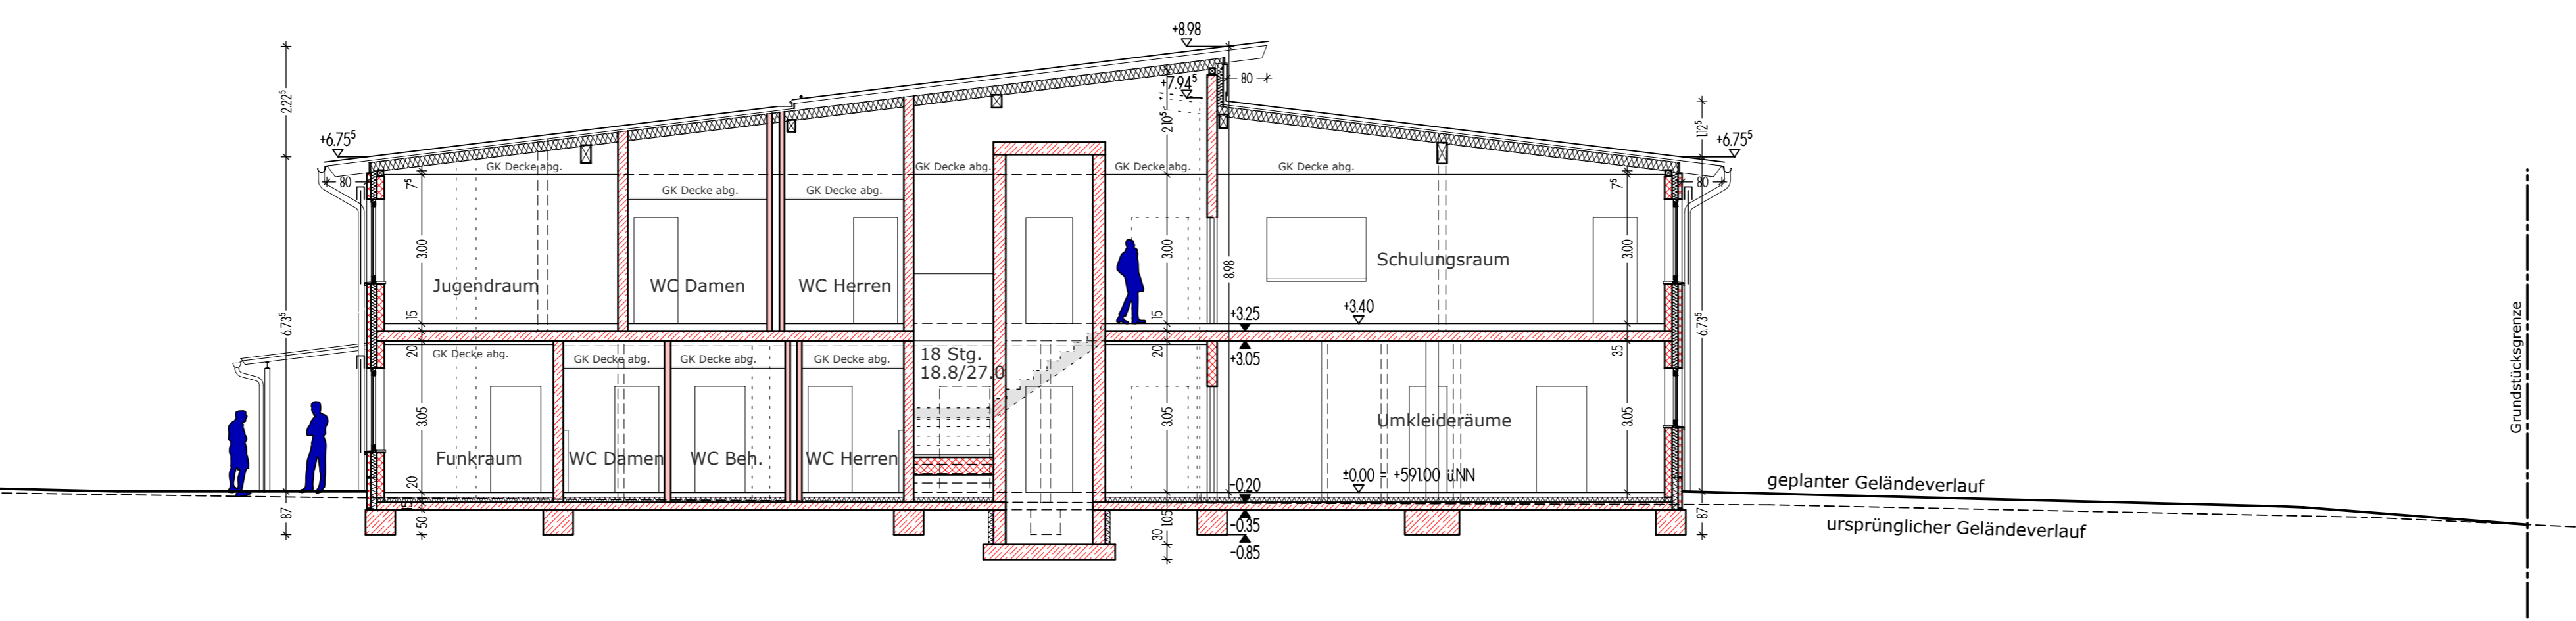 +8.98
80
+7.94⁵
2.22⁵
+6.75⁵
2.10⁵
1.12⁵
+6.75⁵
GK Decke abg.
GK Decke abg.
GK Decke abg.
GK Decke abg.
80
7⁵
GK Decke abg.
GK Decke abg.
7⁵
80
3.00
3.00
8.98
3.00
Schulungsraum
Jugendraum
WC Damen
WC Herren
+3.40
6.73⁵
15
15
+3.25
6.73⁵
Grundstücksgrenze
20
GK Decke abg.
GK Decke abg.
GK Decke abg.
GK Decke abg.
18 Stg.
18.8/27.0
20
+3.05
35
3.05
3.05
3.05
Umkleideräume
Funkraum
WC Damen
WC Beh.
WC Herren
±0.00 = +591.00 üNN
20
-0.20
geplanter Geländeverlauf
87
15
50
1.05
30
-0.35
-0.85
87
ursprünglicher Geländeverlauf